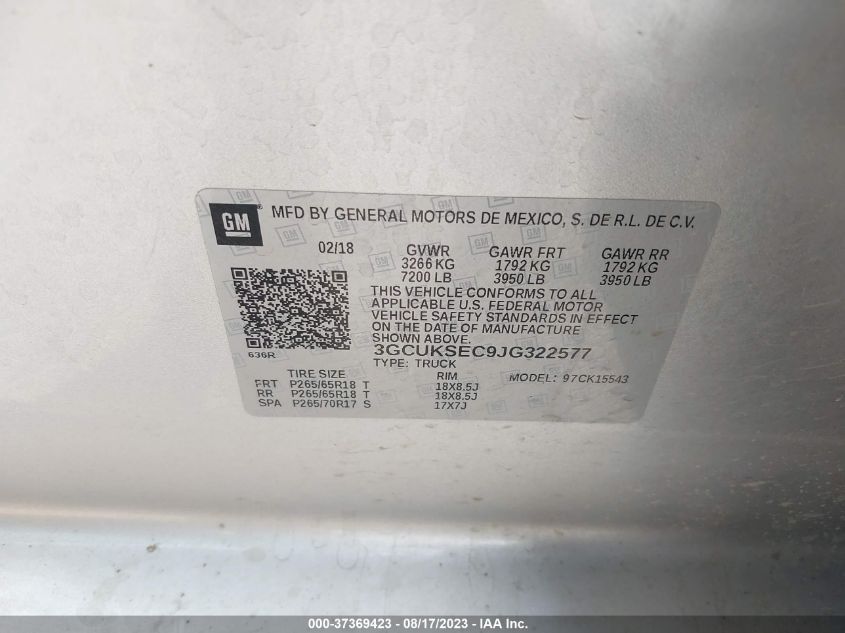 GM
MFD BY GENERAL MOTORS DE MEXICO, S. DE R.L. DE C.V.
02/18 GVWR GAWR FRT GAWR RR
3266 KG 1792 KG 1792 KG
7200 LB 3950 LB 3950 LB
THIS VEHICLE CONFORMS TO ALL
APPLICABLE U.S. FEDERAL MOTOR
VEHICLE SAFETY STANDARDS IN EFFECT
ON THE DATE OF MANUFACTURE
SHOWN ABOVE.
636R
3GCUKSEC9JG322577
TYPE: TRUCK
TIRE SIZE RIM MODEL: 97CK15543
FRT P265/65R18 T 18X8.5J
RR P265/65R18 T 18X8.5J
SPA P265/70R17 S 17X7J
000-37369423 - 08/17/2023 - IAA Inc.